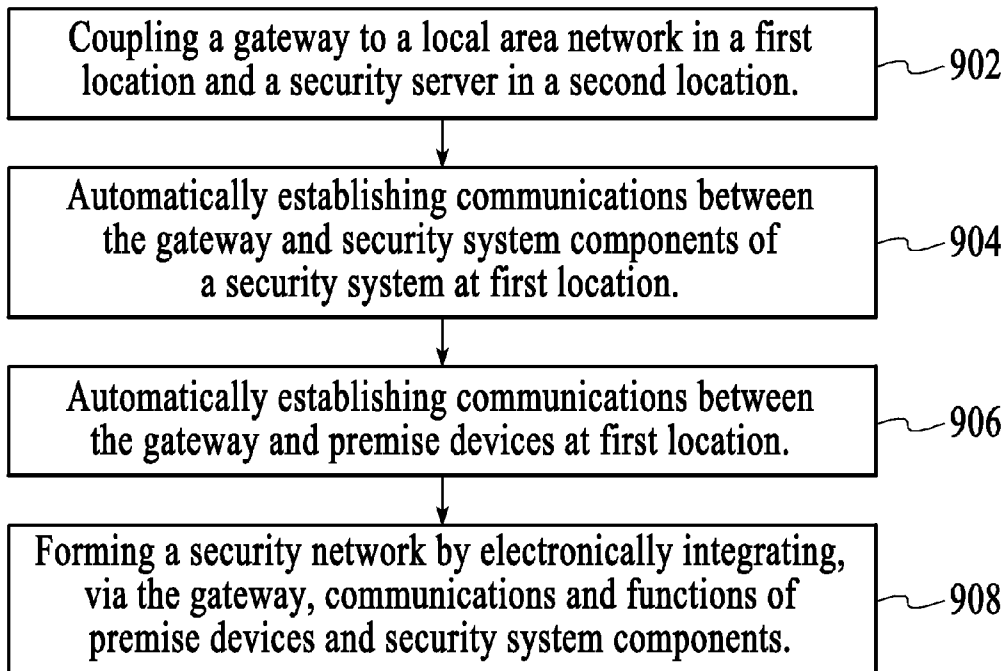 Coupling a gateway to a local area network in a first
location and a security server in a second location.
902
Automatically establishing communications between
the gateway and security system components of
a security system at first location.
904
Automatically establishing communications between
the gateway and premise devices at first location.
906
Forming a security network by electronically integrating,
via the gateway, communications and functions of
premise devices and security system components.
908